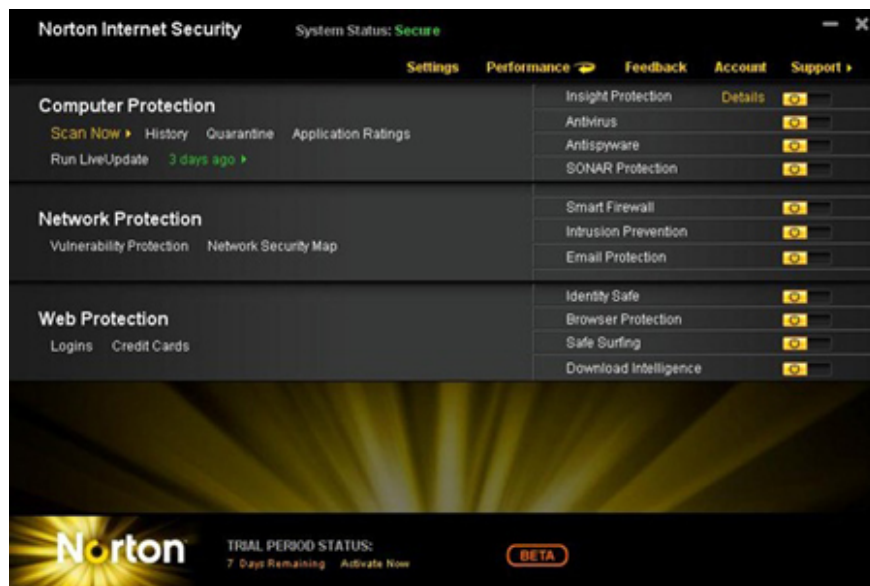 Norton Internet Security System Status: Secure
Settings Performance Feedback Account Support
Computer Protection
Scan Now History Quarantine Application Ratings
Run LiveUpdate 3 days ago
Insight Protection Details
Antivirus
Antispyware
SONAR Protection
Network Protection
Vulnerability Protection Network Security Map
Smart Firewall
Intrusion Prevention
Email Protection
Web Protection
Logins Credit Cards
Identity Safe
Browser Protection
Safe Surfing
Download Intelligence
Norton
TRIAL PERIOD STATUS:
7 Days Remaining Activate Now
BETA